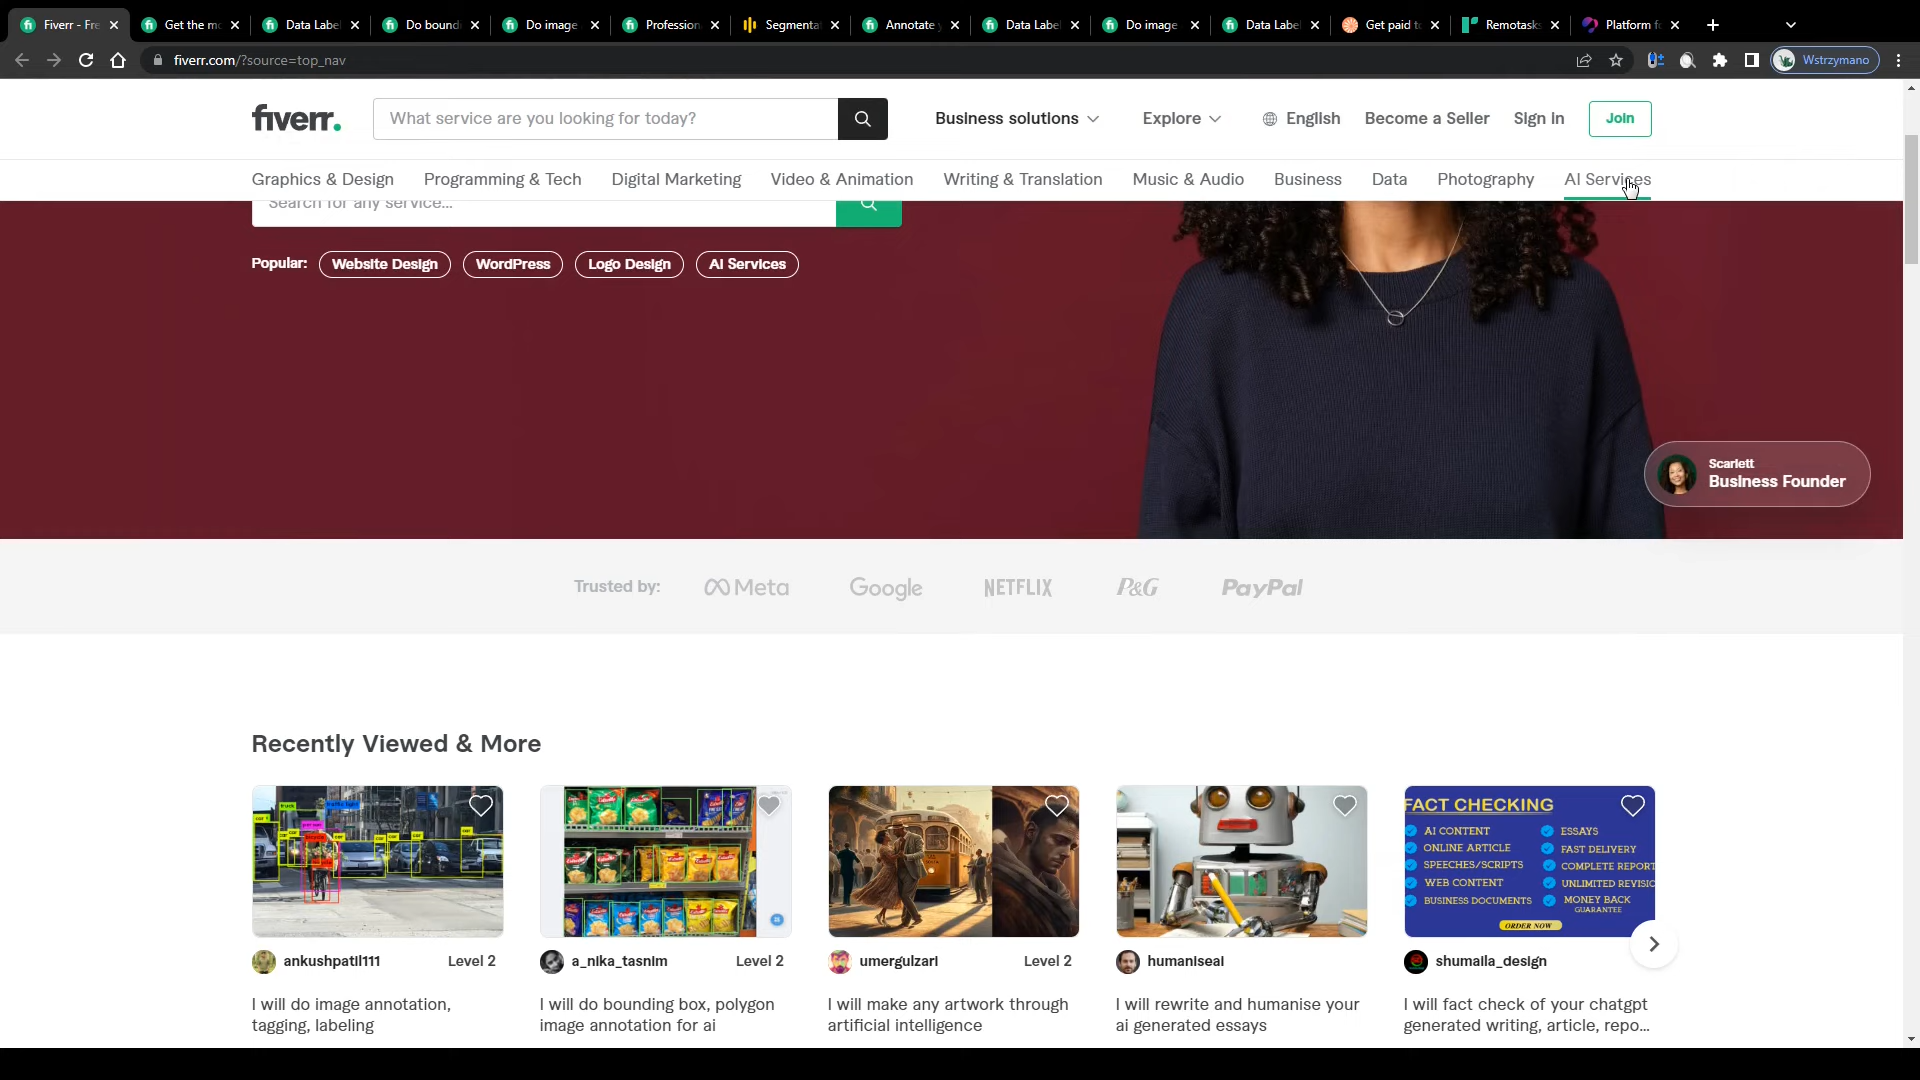 Fiverr - Fre
Get the mo
Data Label
Do bound
Do image
Profession
Segmenta
Annotate y
Data Label
Do image
Data Label
Get paid to
Remotasks
Platform fo
fiverr.com/?source=top_nav
Wstrzymano
fiverr.
What service are you looking for today?
Business solutions
Explore
English
Become a Seller
Sign in
Join
Graphics & Design
Programming & Tech
Digital Marketing
Video & Animation
Writing & Translation
Music & Audio
Business
Data
Photography
AI Services
Search for any service...
Popular:
Website Design
WordPress
Logo Design
AI Services
Scarlett
Business Founder
Trusted by:
Meta
Google
NETFLIX
P&G
PayPal
Recently Viewed & More
FACT CHECKING
AI CONTENT
ESSAYS
ONLINE ARTICLE
FAST DELIVERY
SPEECHES/SCRIPTS
COMPLETE REPORT
WEB CONTENT
UNLIMITED REVISIO
BUSINESS DOCUMENTS
MONEY BACK
GUARANTEE
ORDER NOW
ankushpatil111
Level 2
a_nika_tasnim
Level 2
umergulzari
Level 2
humaniseai
shumaila_design
I will do image annotation,
tagging, labeling
I will do bounding box, polygon
image annotation for ai
I will make any artwork through
artificial intelligence
I will rewrite and humanise your
ai generated essays
I will fact check of your chatgpt
generated writing, article, repo...